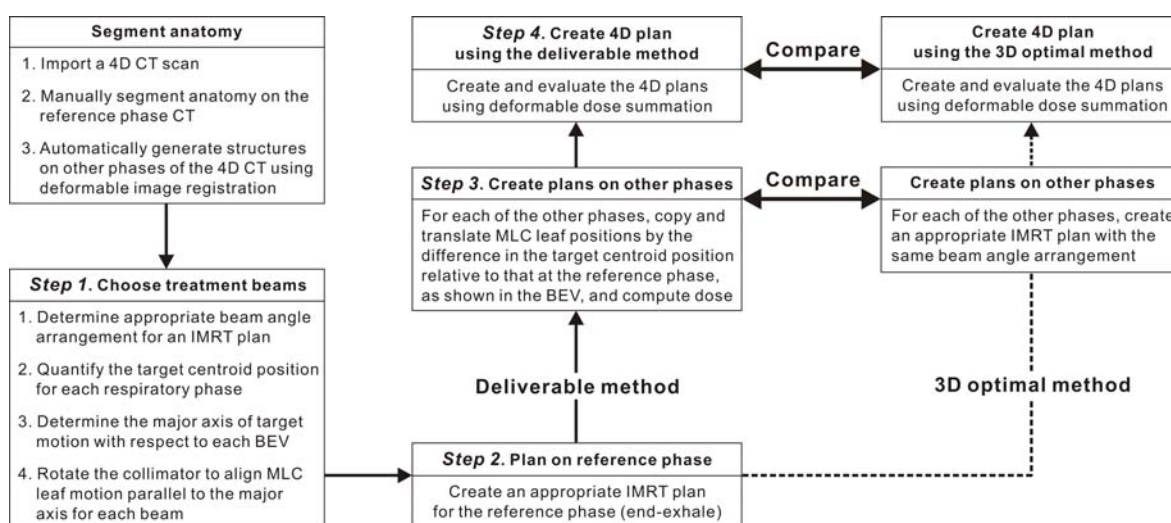 Segment anatomy
1. Import a 4D CT scan
2. Manually segment anatomy on the
reference phase CT
3. Automatically generate structures
on other phases of the 4D CT using
deformable image registration
Step 1. Choose treatment beams
1. Determine appropriate beam angle
arrangement for an IMRT plan
2. Quantify the target centroid position
for each respiratory phase
3. Determine the major axis of target
motion with respect to each BEV
4. Rotate the collimator to align MLC
leaf motion parallel to the major
axis for each beam
Step 2. Plan on reference phase
Create an appropriate IMRT plan
for the reference phase (end-exhale)
Deliverable method
3D optimal method
Step 3. Create plans on other phases
For each of the other phases, copy and
translate MLC leaf positions by the
difference in the target centroid position
relative to that at the reference phase,
as shown in the BEV, and compute dose
Compare
Create plans on other phases
For each of the other phases, create
an appropriate IMRT plan with the
same beam angle arrangement
Step 4. Create 4D plan
using the deliverable method
Create and evaluate the 4D plans
using deformable dose summation
Compare
Create 4D plan
using the 3D optimal method
Create and evaluate the 4D plans
using deformable dose summation